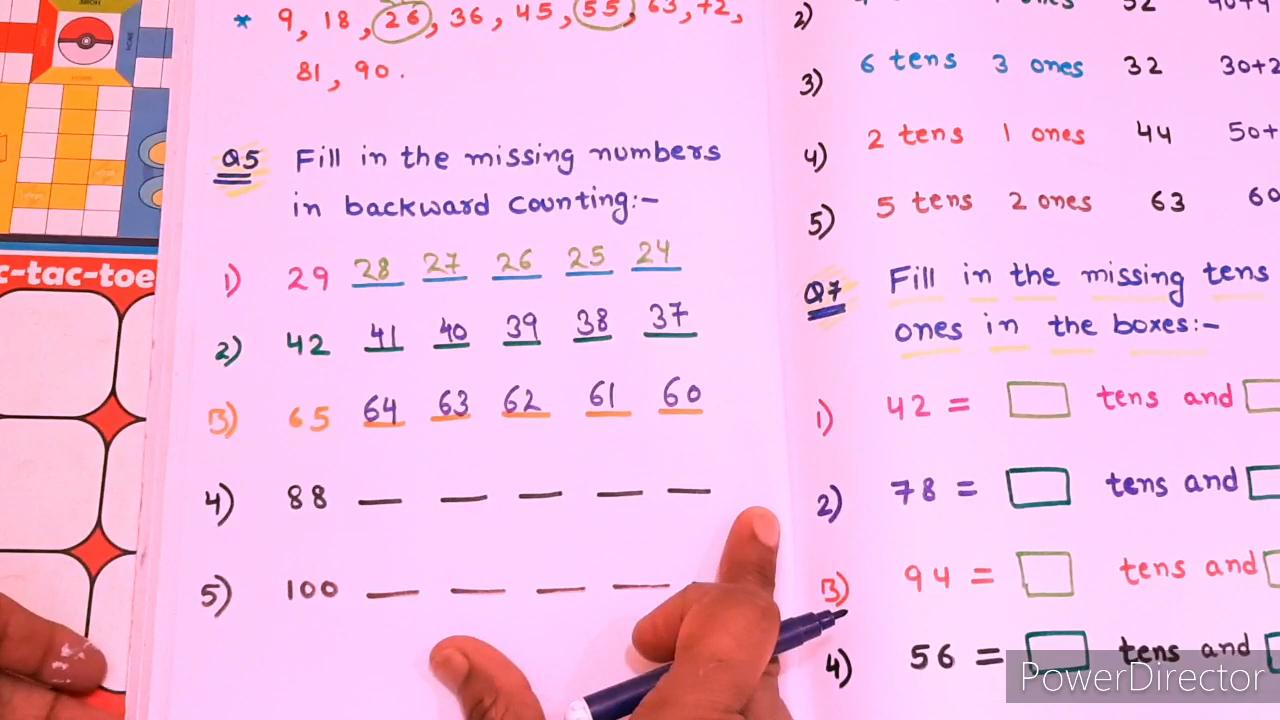 * 9, 18, 26, 36, 45, 55, 63, 72,
81, 90.
Q5 Fill in the missing numbers
in backward counting:-
1) 29 28 27 26 25 24
2) 42 41 40 39 38 37
3) 65 64 63 62 61 60
4) 88 _ _ _ _ _
5) 100 _ _ _ _
c-tac-toe
2) 52
3) 6 tens 3 ones 32 30+2
4) 2 tens 1 ones 44 50+
5) 5 tens 2 ones 63 60
Q7 Fill in the missing tens
ones in the boxes:-
1) 42 = tens and
2) 78 = tens and
3) 94 = tens and
4) 56 = tens and
PowerDirector